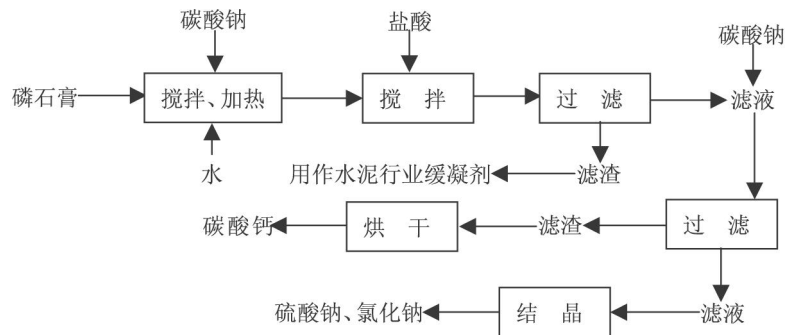 碳酸钠
盐酸
碳酸钠
磷石膏
搅拌、加热
搅 拌
过 滤
滤液
水
用作水泥行业缓凝剂
滤渣
碳酸钙
烘 干
滤渣
过 滤
硫酸钠、氯化钠
结 晶
滤液